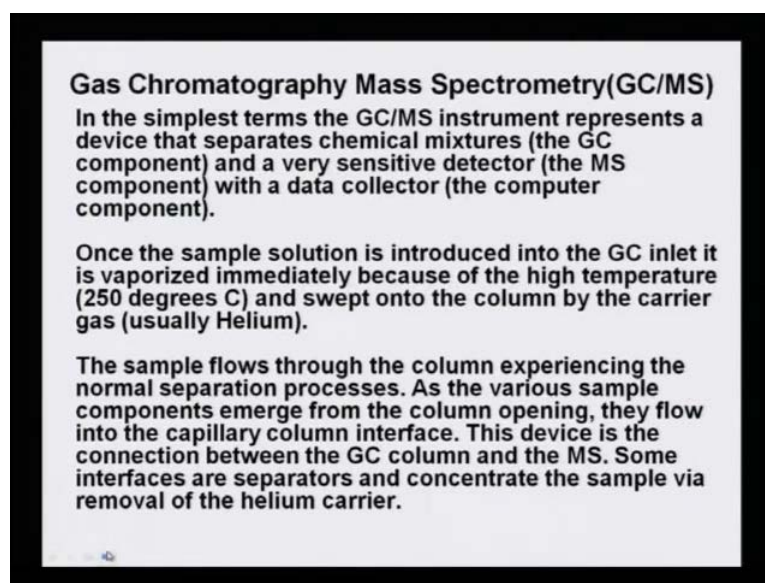 Gas Chromatography Mass Spectrometry(GC/MS)
In the simplest terms the GC/MS instrument represents a
device that separates chemical mixtures (the GC
component) and a very sensitive detector (the MS
component) with a data collector (the computer
component).
Once the sample solution is introduced into the GC inlet it
is vaporized immediately because of the high temperature
(250 degrees C) and swept onto the column by the carrier
gas (usually Helium).
The sample flows through the column experiencing the
normal separation processes. As the various sample
components emerge from the column opening, they flow
into the capillary column interface. This device is the
connection between the GC column and the MS. Some
interfaces are separators and concentrate the sample via
removal of the helium carrier.